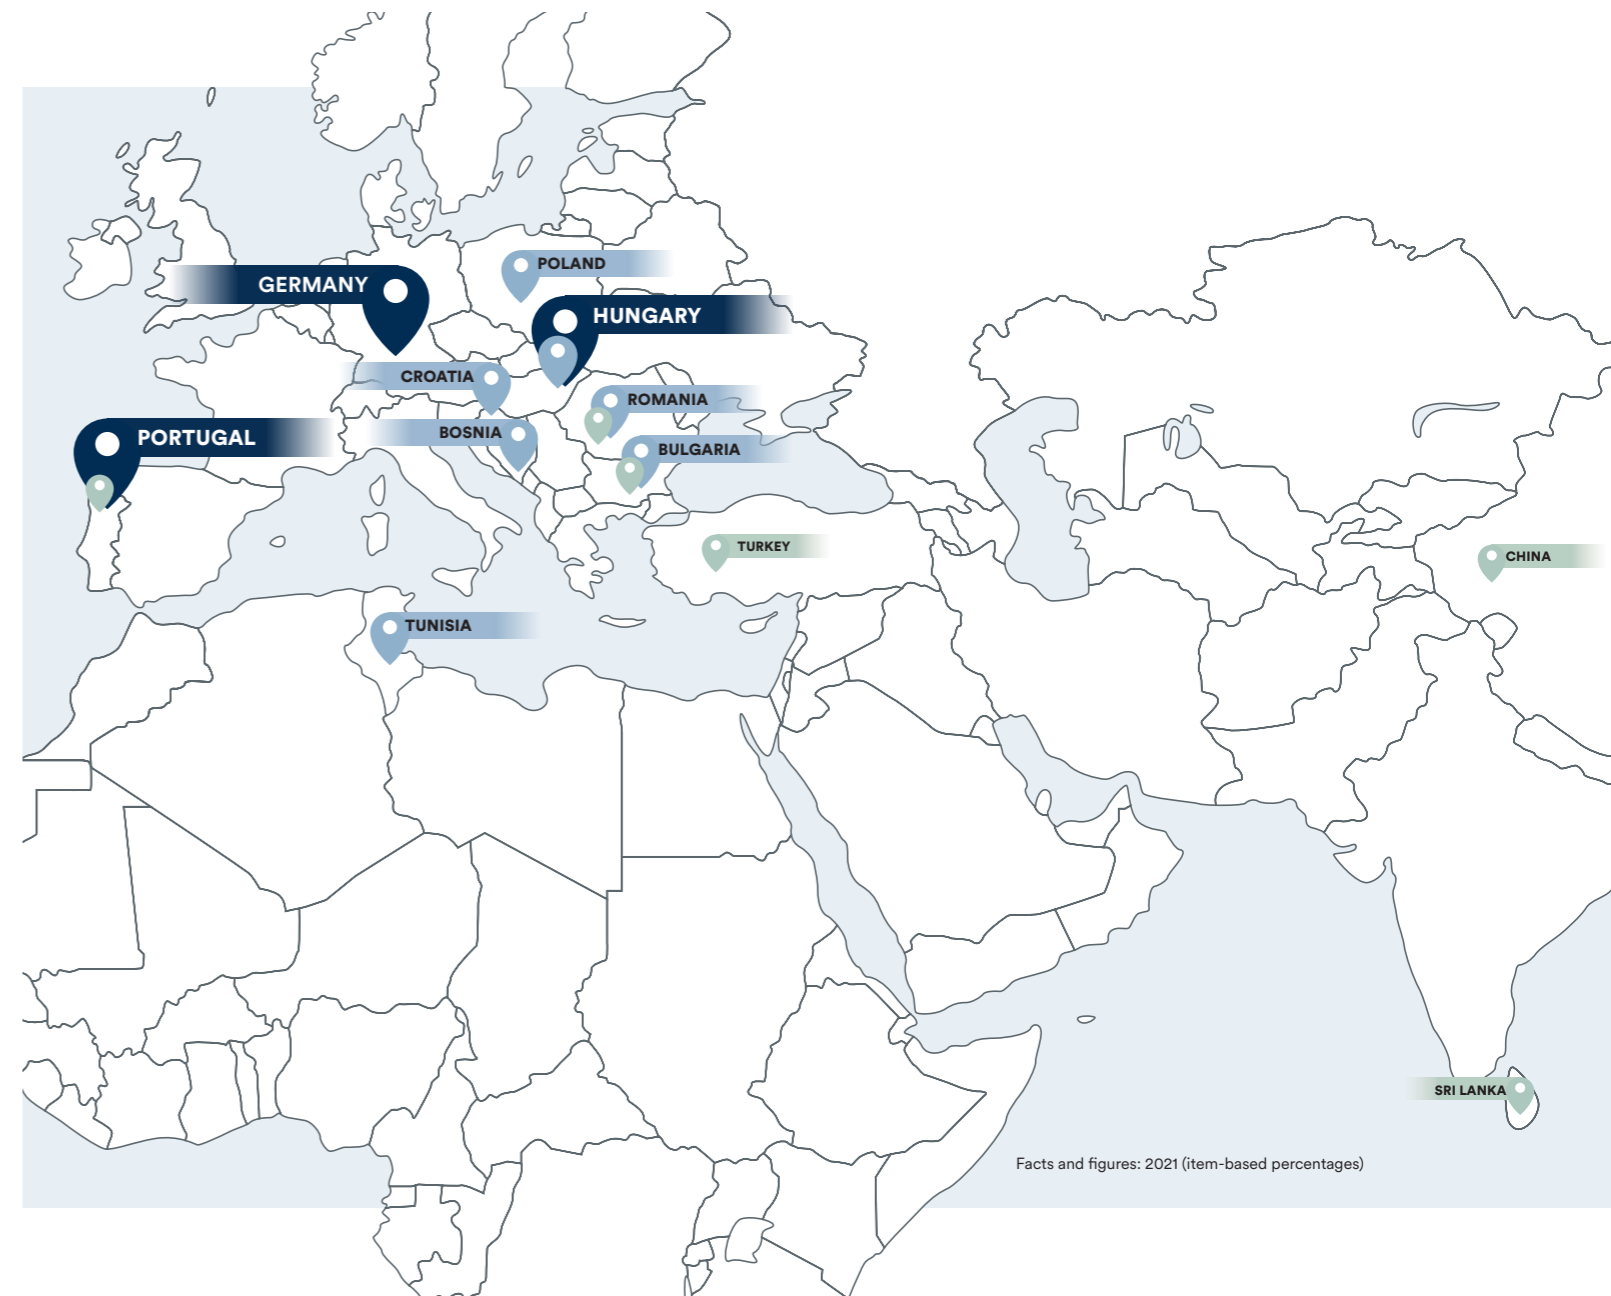 POLAND
GERMANY
HUNGARY
CROATIA
ROMANIA
BOSNIA
PORTUGAL
BULGARIA
TURKEY
CHINA
TUNISIA
SRI LANKA
Facts and figures: 2021 (item-based percentages)